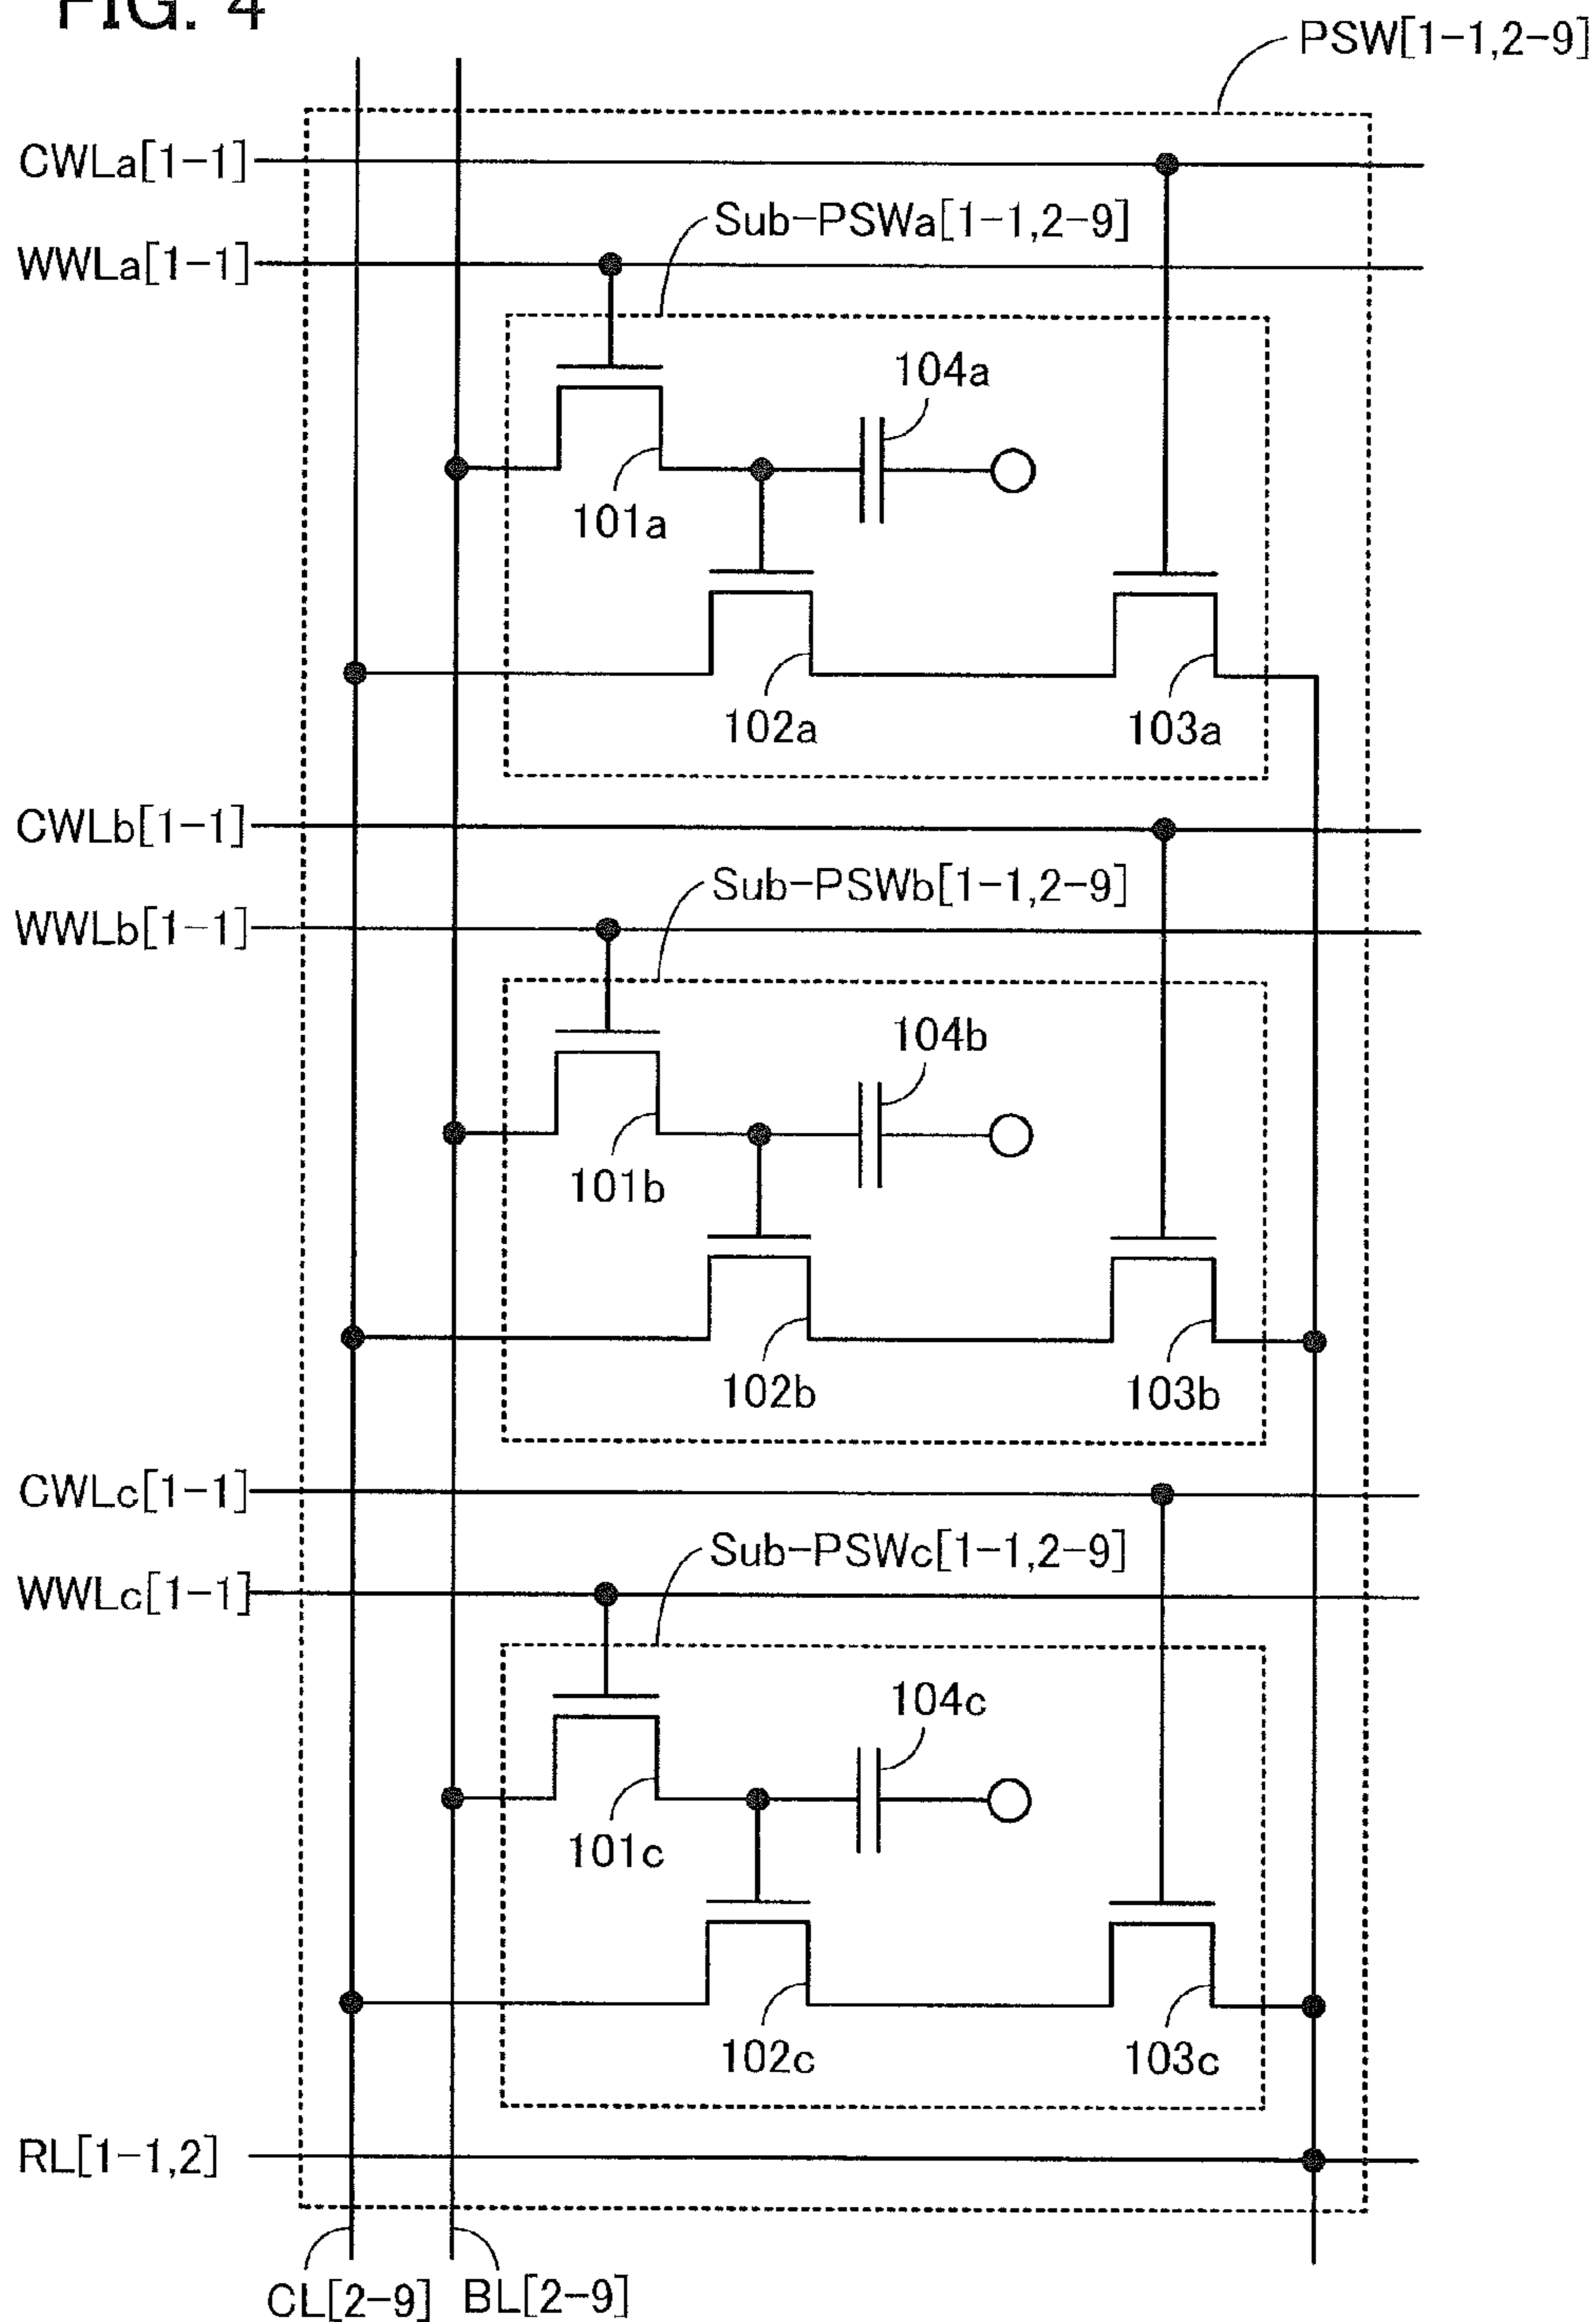 FIG. 4
PSW[1-1,2-9]
CWLa[1-1]
Sub-PSWa[1-1,2-9]
WWLa[1-1]
104a
101a
102a
103a
CWLb[1-1]
Sub-PSWb[1-1,2-9]
WWLb[1-1]
104b
101b
102b
103b
CWLc[1-1]
Sub-PSWc[1-1,2-9]
WWLc[1-1]
104c
101c
102c
103c
RL[1-1,2]
CL[2-9]
BL[2-9]